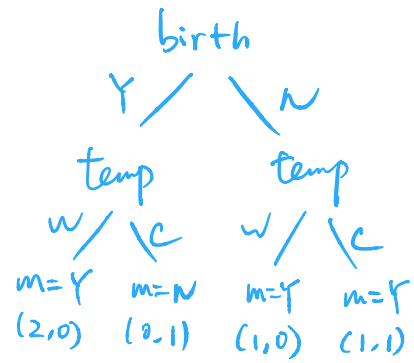 birth
Y N
temp temp
W C W C
m=Y m=N m=Y m=Y
(2,0) (0,1) (1,0) (1,1)